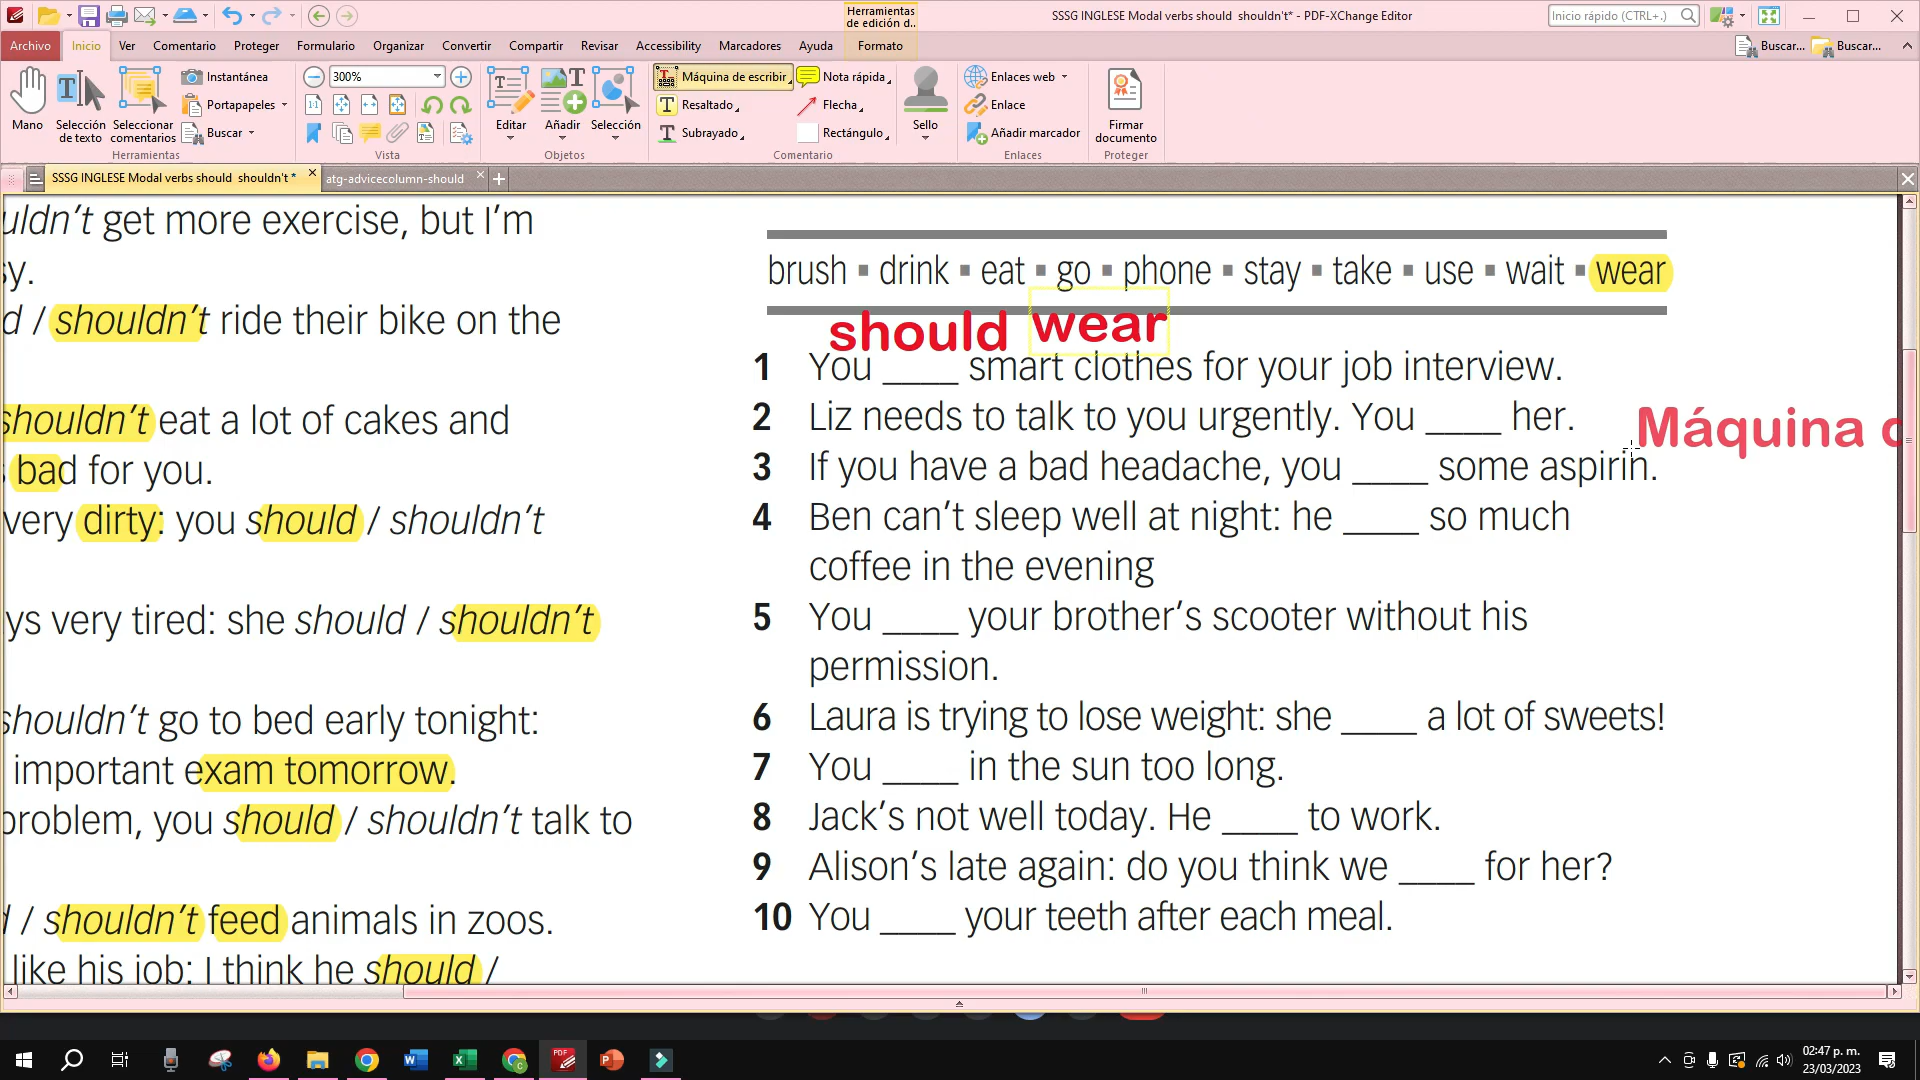 Herramientas
de edición d..
SSSG INGLESE Modal verbs should shouldn't* - PDF-XChange Editor
Inicio rápido (CTRL+.)
Archivo Inicio Ver Comentario Proteger Formulario Organizar Convertir Compartir Revisar Accessibility Marcadores Ayuda Formato Buscar... Buscar...
Mano
Selección
de texto
Seleccionar
comentarios
Instantánea
Portapapeles
Buscar
Herramientas
300%
Vista
Editar
Añadir
Selección
Objetos
Máquina de escribir
Resaltado
Subrayado
Nota rápida
Flecha
Rectángulo
Sello
Comentario
Enlaces web
Enlace
Añadir marcador
Enlaces
Firmar
documento
Proteger
SSSG INGLESE Modal verbs should shouldn't *
atg-advicecolumn-should
uldn't get more exercise, but I'm
sy.
d / shouldn't ride their bike on the
shouldn't eat a lot of cakes and
s bad for you.
very dirty: you should / shouldn't
ys very tired: she should / shouldn't
shouldn't go to bed early tonight:
important exam tomorrow.
problem, you should / shouldn't talk to
d / shouldn't feed animals in zoos.
like his job: I think he should /
brush ▪ drink ▪ eat ▪ go ▪ phone ▪ stay ▪ take ▪ use ▪ wait ▪ wear
should wear
1 You ____ smart clothes for your job interview.
2 Liz needs to talk to you urgently. You ____ her.
Máquina d
3 If you have a bad headache, you ____ some aspirin.
4 Ben can't sleep well at night: he ____ so much
coffee in the evening
5 You ____ your brother's scooter without his
permission.
6 Laura is trying to lose weight: she ____ a lot of sweets!
7 You ____ in the sun too long.
8 Jack's not well today. He ____ to work.
9 Alison's late again: do you think we ____ for her?
10 You ____ your teeth after each meal.
02:47 p. m.
23/03/2023